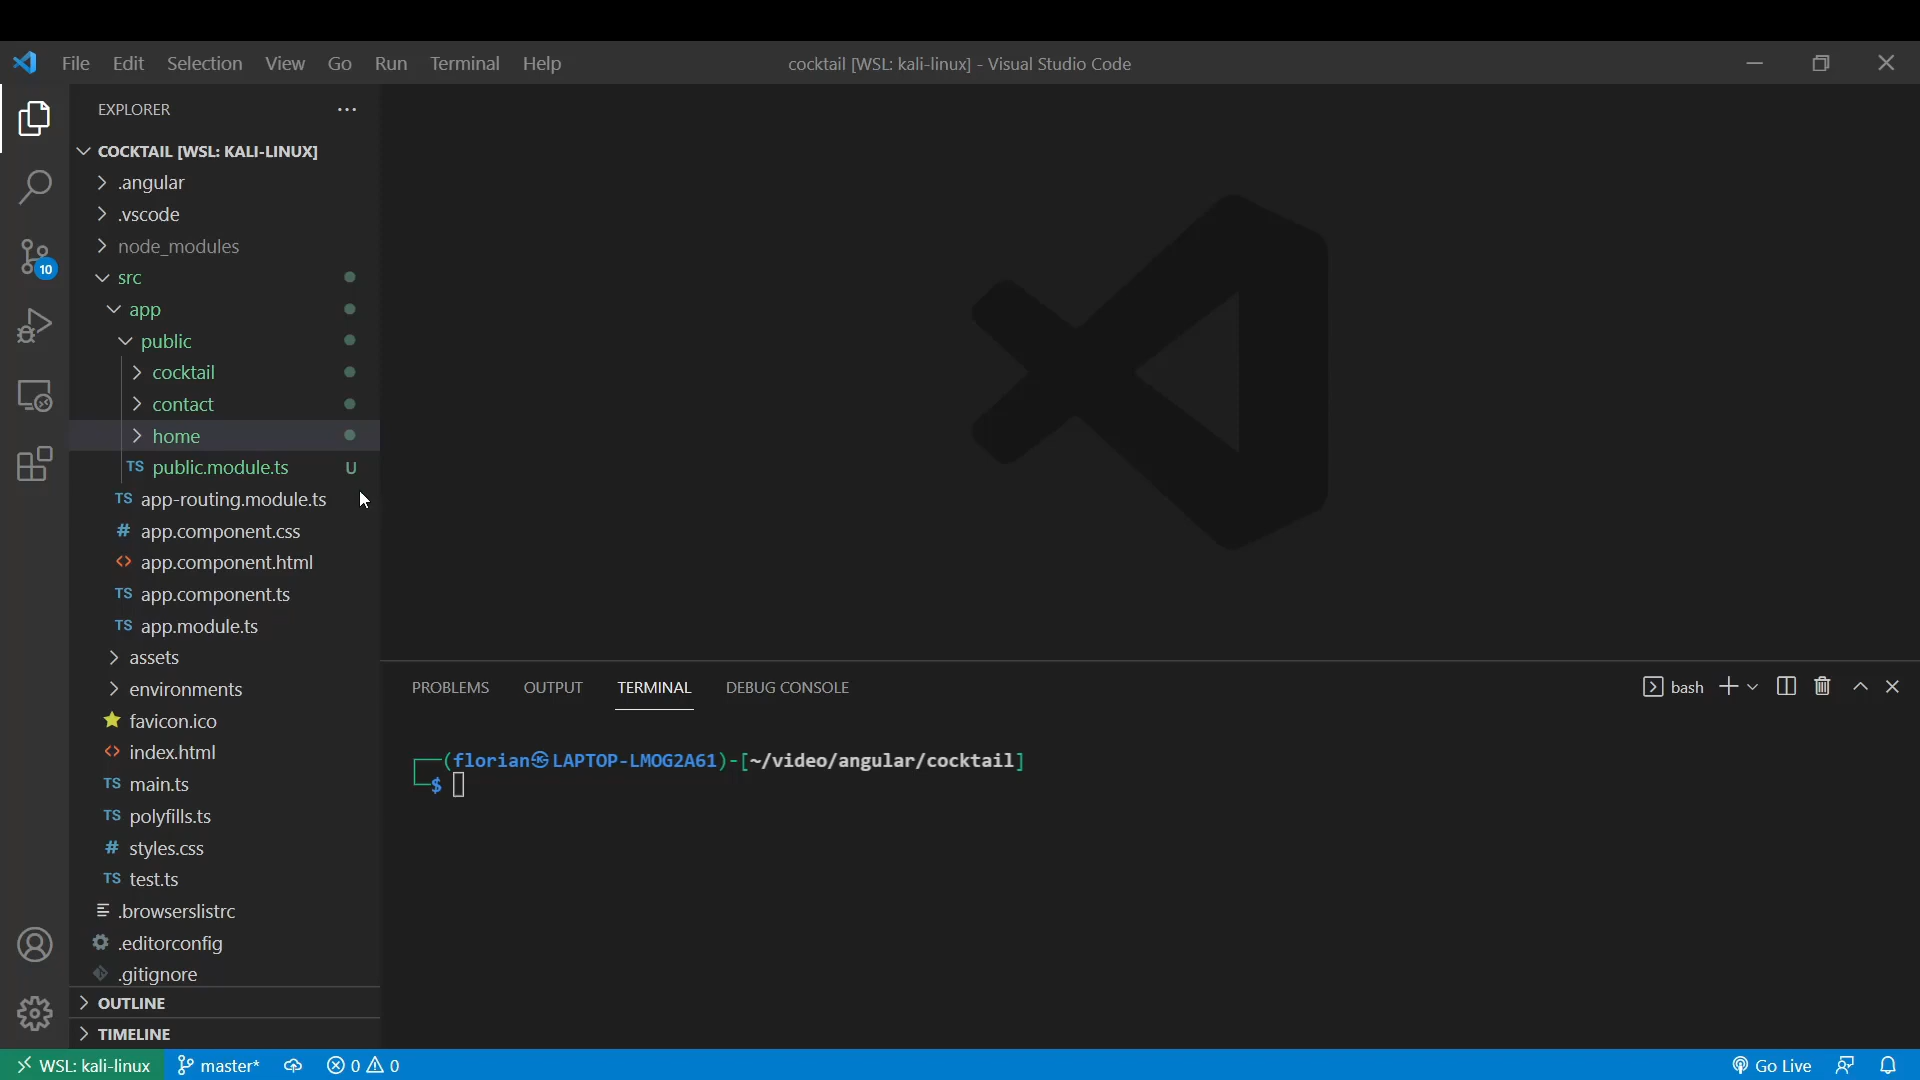 File Edit Selection View Go Run Terminal Help
cocktail [WSL: kali-linux] - Visual Studio Code
EXPLORER
COCKTAIL [WSL: KALI-LINUX]
.angular
.vscode
node_modules
10
src
app
public
cocktail
contact
home
TS public.module.ts U
TS app-routing.module.ts
# app.component.css
<> app.component.html
TS app.component.ts
TS app.module.ts
assets
environments
favicon.ico
<> index.html
TS main.ts
TS polyfills.ts
# styles.css
TS test.ts
.browserslistrc
.editorconfig
.gitignore
OUTLINE
TIMELINE
PROBLEMS OUTPUT TERMINAL DEBUG CONSOLE
bash
┌──(florian㉿LAPTOP-LMOG2A61)-[~/video/angular/cocktail]
└─$
WSL: kali-linux master* 0 0
Go Live